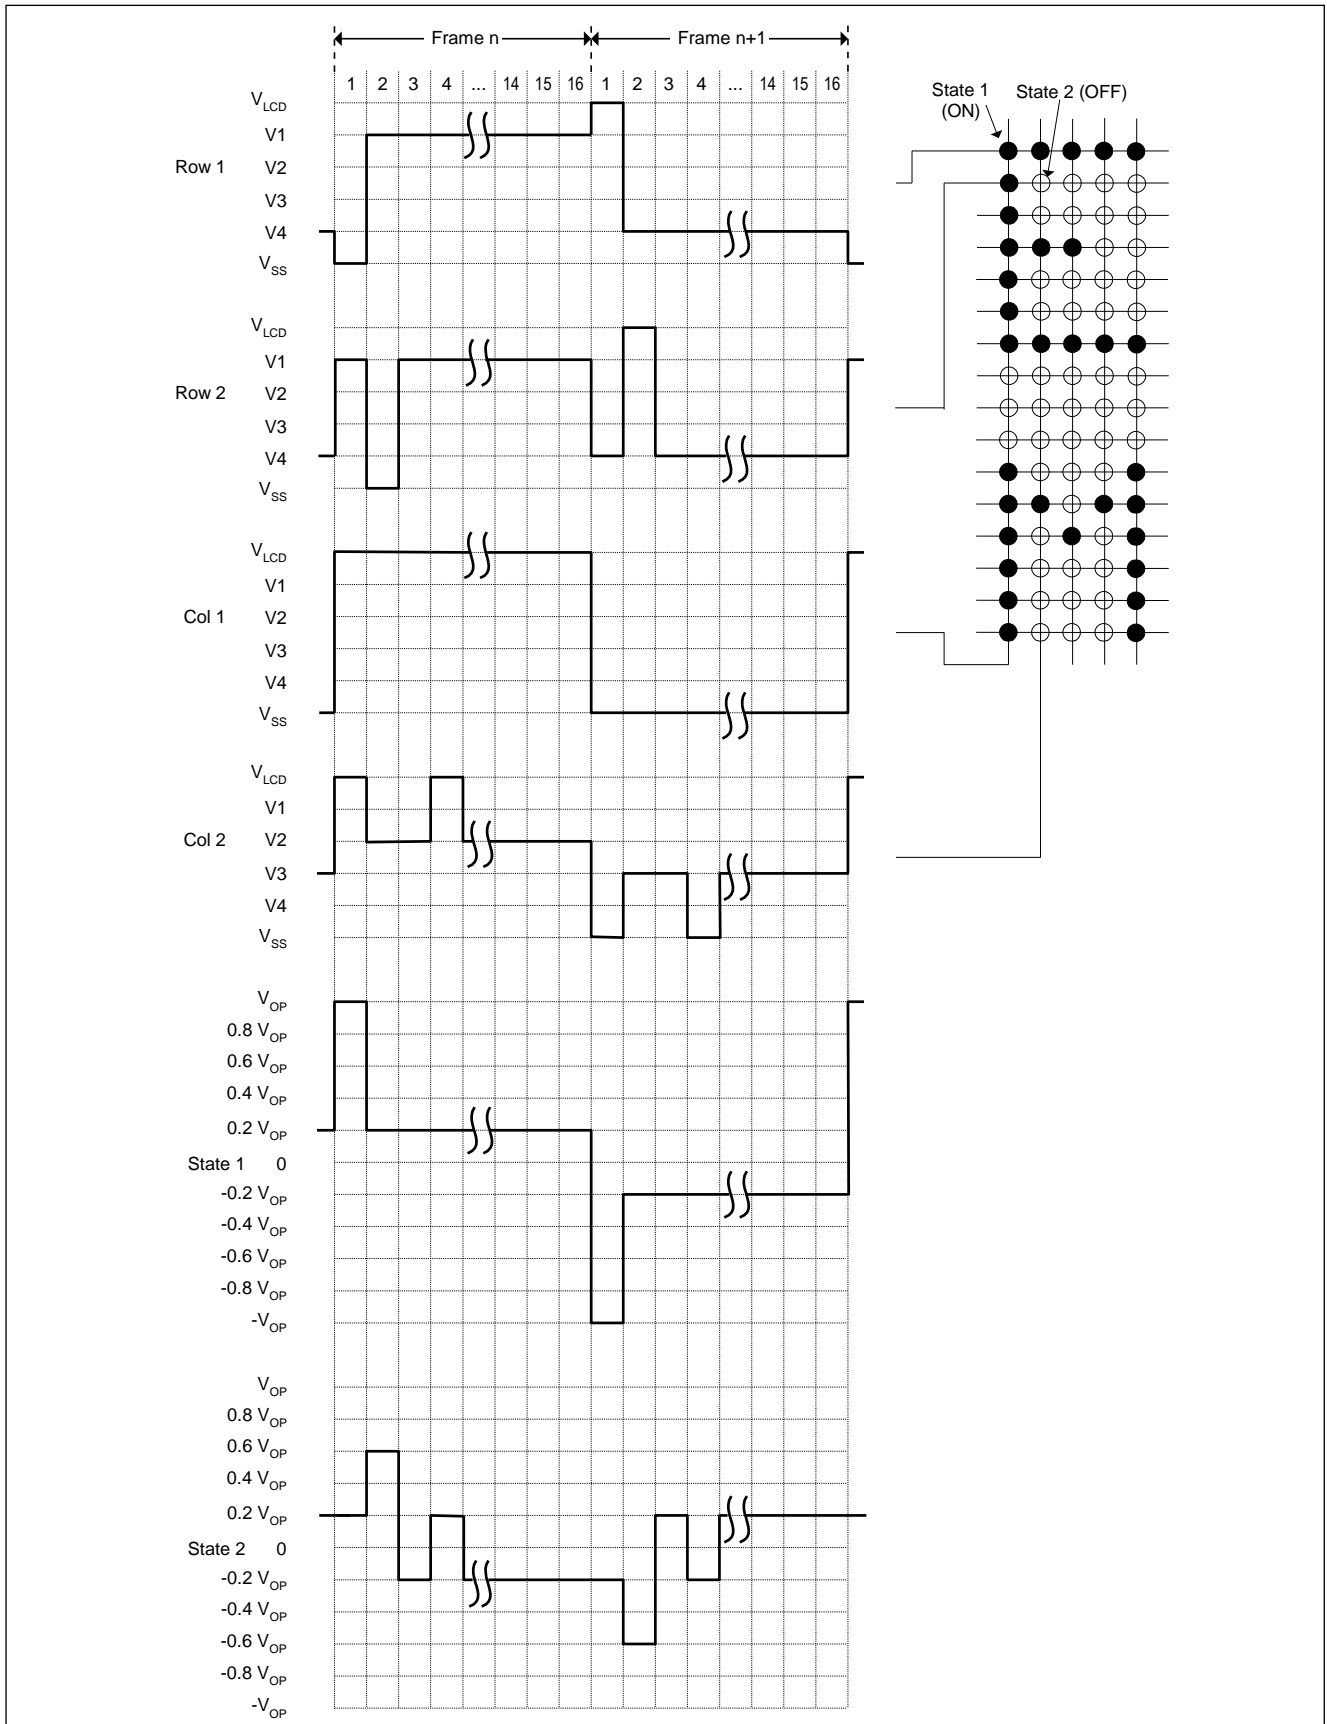 Frame n Frame n+1
1 2 3 4 ... 14 15 16 1 2 3 4 ... 14 15 16
State 1 (ON)
State 2 (OFF)
Row 1
VLCD
V1
V2
V3
V4
VSS
Row 2
VLCD
V1
V2
V3
V4
VSS
Col 1
VLCD
V1
V2
V3
V4
VSS
Col 2
VLCD
V1
V2
V3
V4
VSS
VOP
0.8 VOP
0.6 VOP
0.4 VOP
0.2 VOP
State 1 0
-0.2 VOP
-0.4 VOP
-0.6 VOP
-0.8 VOP
-VOP
VOP
0.8 VOP
0.6 VOP
0.4 VOP
0.2 VOP
State 2 0
-0.2 VOP
-0.4 VOP
-0.6 VOP
-0.8 VOP
-VOP